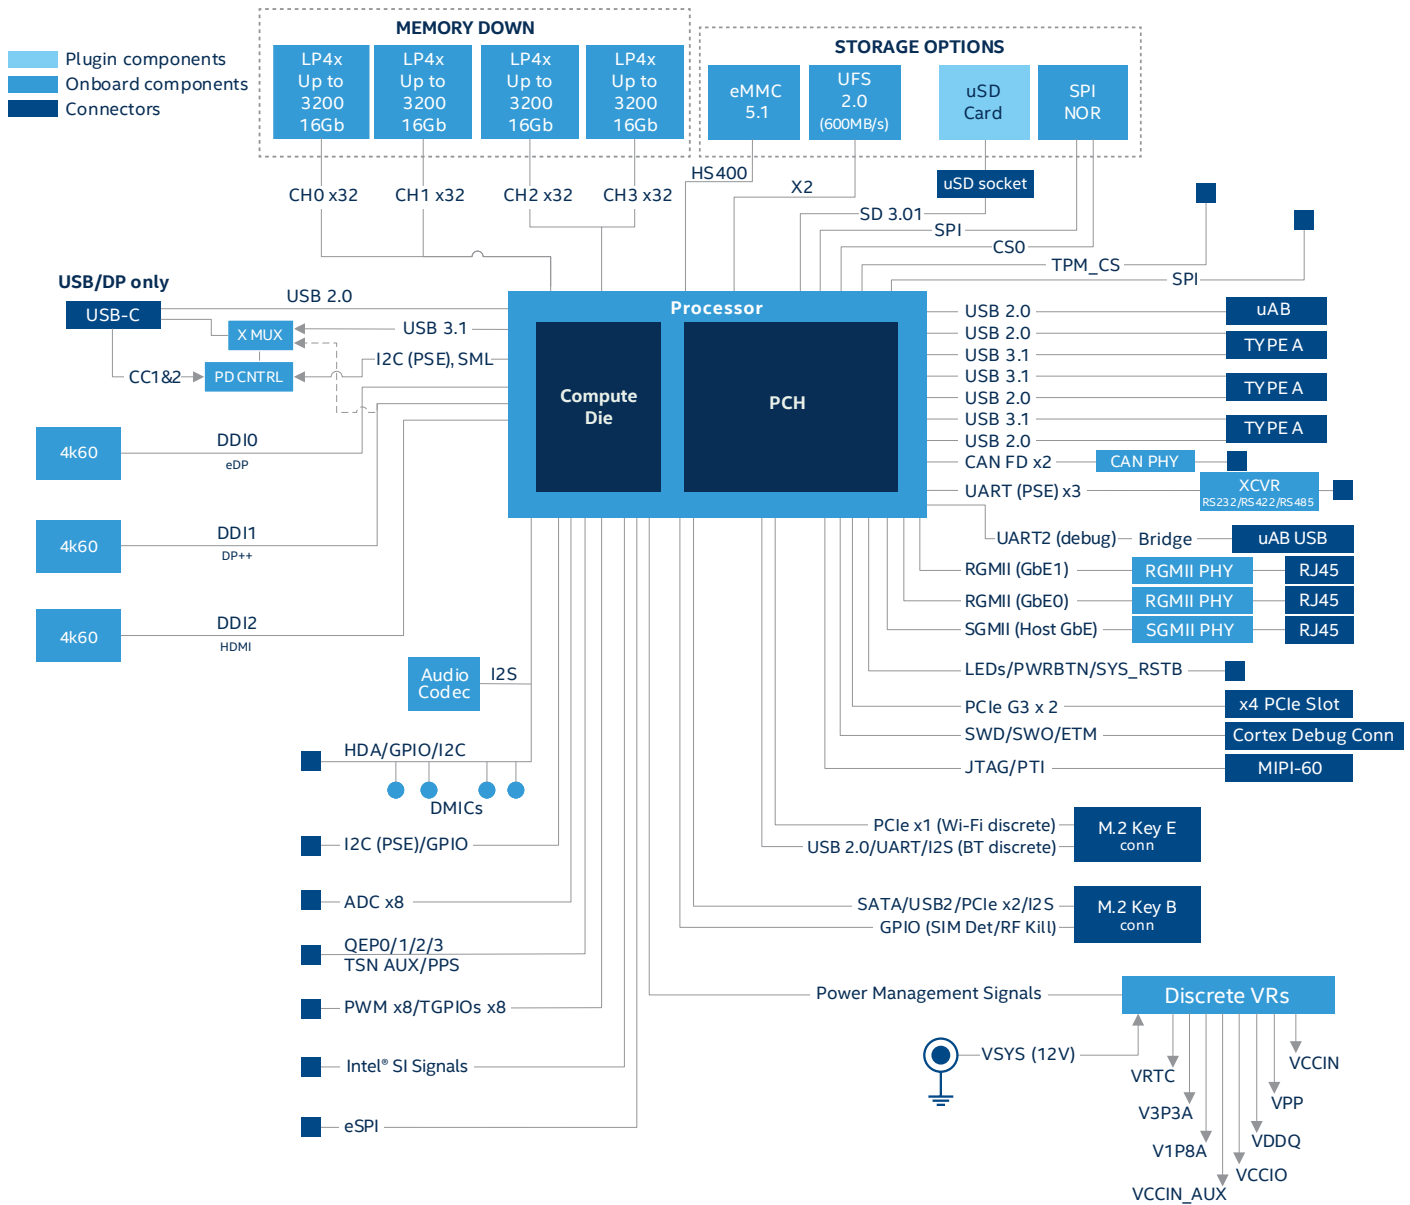 MEMORY DOWN
STORAGE OPTIONS
Plugin components
Onboard components
Connectors
LP4x
Up to
3200
16Gb
LP4x
Up to
3200
16Gb
LP4x
Up to
3200
16Gb
LP4x
Up to
3200
16Gb
eMMC
5.1
UFS
2.0
(600MB/s)
uSD
Card
SPI
NOR
HS400
X2
uSD socket
CH0 x32
CH1 x32
CH2 x32
CH3 x32
SD 3.01
SPI
CS0
TPM_CS
SPI
USB/DP only
USB-C
USB 2.0
X MUX
USB 3.1
I2C (PSE), SML
CC1&2
PD CNTRL
4k60
DDI0
eDP
4k60
DDI1
DP++
4k60
DDI2
HDMI
Processor
Compute
Die
PCH
USB 2.0
uAB
USB 2.0
USB 3.1
TYPE A
USB 3.1
USB 2.0
TYPE A
USB 3.1
USB 2.0
TYPE A
CAN FD x2
CAN PHY
UART (PSE) x3
XCVR
RS232/RS422/RS485
UART2 (debug)
Bridge
uAB USB
RGMII (GbE1)
RGMII PHY
RJ45
RGMII (GbE0)
RGMII PHY
RJ45
SGMII (Host GbE)
SGMII PHY
RJ45
LEDs/PWRBTN/SYS_RSTB
PCIe G3 x 2
x4 PCIe Slot
SWD/SWO/ETM
Cortex Debug Conn
JTAG/PTI
MIPI-60
Audio
Codec
I2S
HDA/GPIO/I2C
DMICs
I2C (PSE)/GPIO
ADC x8
QEP0/1/2/3
TSN AUX/PPS
PWM x8/TGPIOs x8
Intel® SI Signals
eSPI
PCIe x1 (Wi-Fi discrete)
USB 2.0/UART/I2S (BT discrete)
M.2 Key E
conn
SATA/USB2/PCIe x2/I2S
GPIO (SIM Det/RF Kill)
M.2 Key B
conn
Power Management Signals
Discrete VRs
VSYS (12V)
VRTC
V3P3A
V1P8A
VCCIN_AUX
VCCIO
VDDQ
VPP
VCCIN